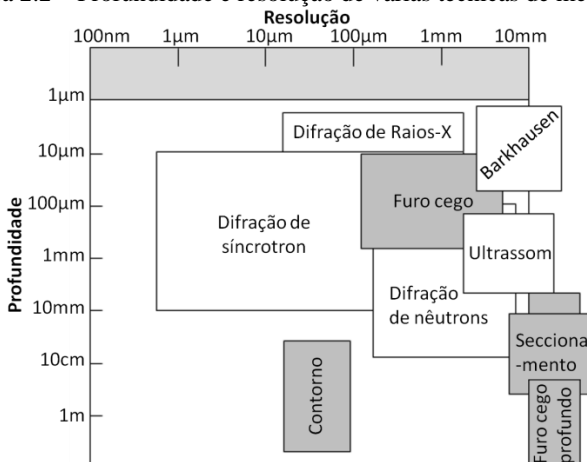 Resolução
100nm 1µm 10µm 100µm 1mm 10mm
Profundidade
1µm
10µm
100µm
1mm
10mm
10cm
1m
Difração de Raios-X
Barkhausen
Furo cego
Difração de
síncrotron
Ultrassom
Difração
de nêutrons
Secciona
-mento
Contorno
Furo cego
profundo